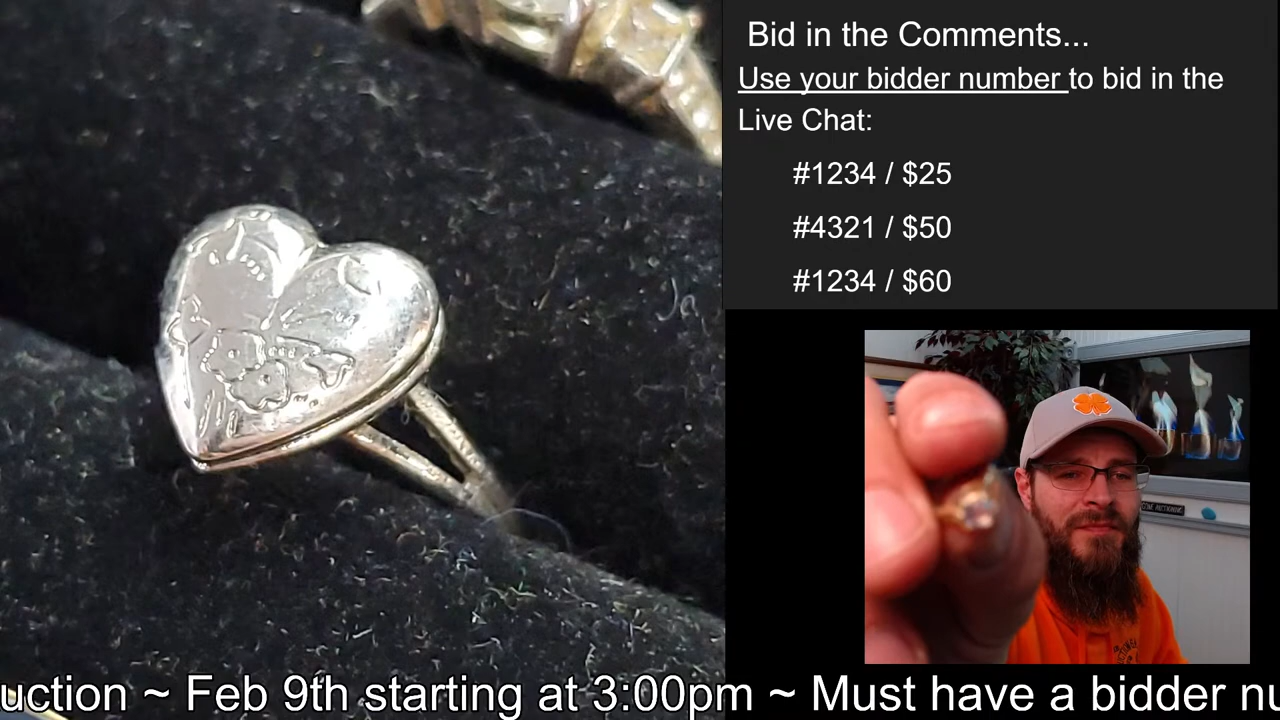 Bid in the Comments...
Use your bidder number to bid in the
Live Chat:
#1234 / $25
#4321 / $50
#1234 / $60
uction ~ Feb 9th starting at 3:00pm ~ Must have a bidder nu